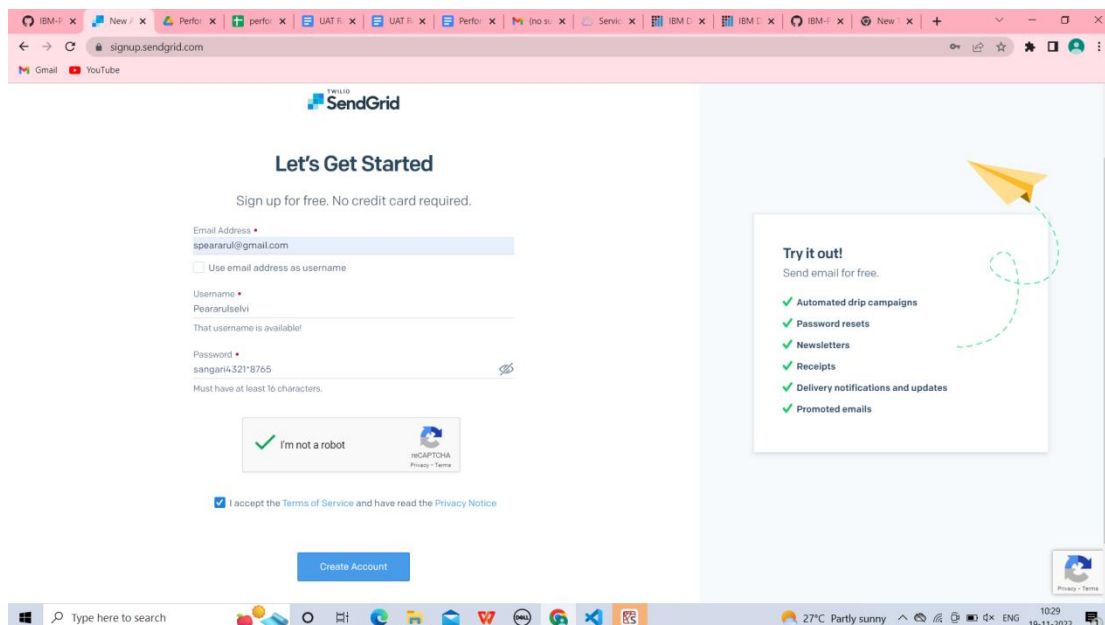 IBM-P
New A
Perfor
perfor
UAT R
UAT R
Perfor
(no su
Servic
IBM D
IBM D
IBM-P
New T
signup.sendgrid.com
Gmail
YouTube
TWILIO
SendGrid
Let's Get Started
Sign up for free. No credit card required.
Email Address •
speararul@gmail.com
Use email address as username
Username •
Peararulselvi
That username is available!
Password •
sangari4321*8765
Must have at least 16 characters.
I'm not a robot
reCAPTCHA
Privacy - Terms
I accept the Terms of Service and have read the Privacy Notice
Create Account
Try it out!
Send email for free.
Automated drip campaigns
Password resets
Newsletters
Receipts
Delivery notifications and updates
Promoted emails
Privacy - Terms
Type here to search
DELL
27°C Partly sunny
ENG
10:29
19-11-2022